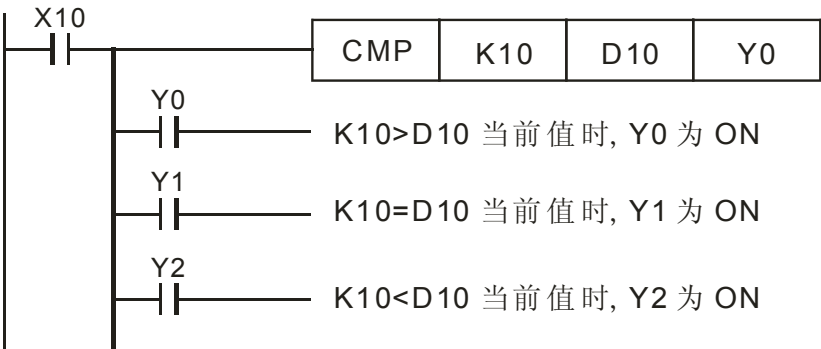 X10
CMP K10 D10 Y0
Y0
K10>D10 当前值时, Y0 为 ON
Y1
K10=D10 当前值时, Y1 为 ON
Y2
K10<D10 当前值时, Y2 为 ON